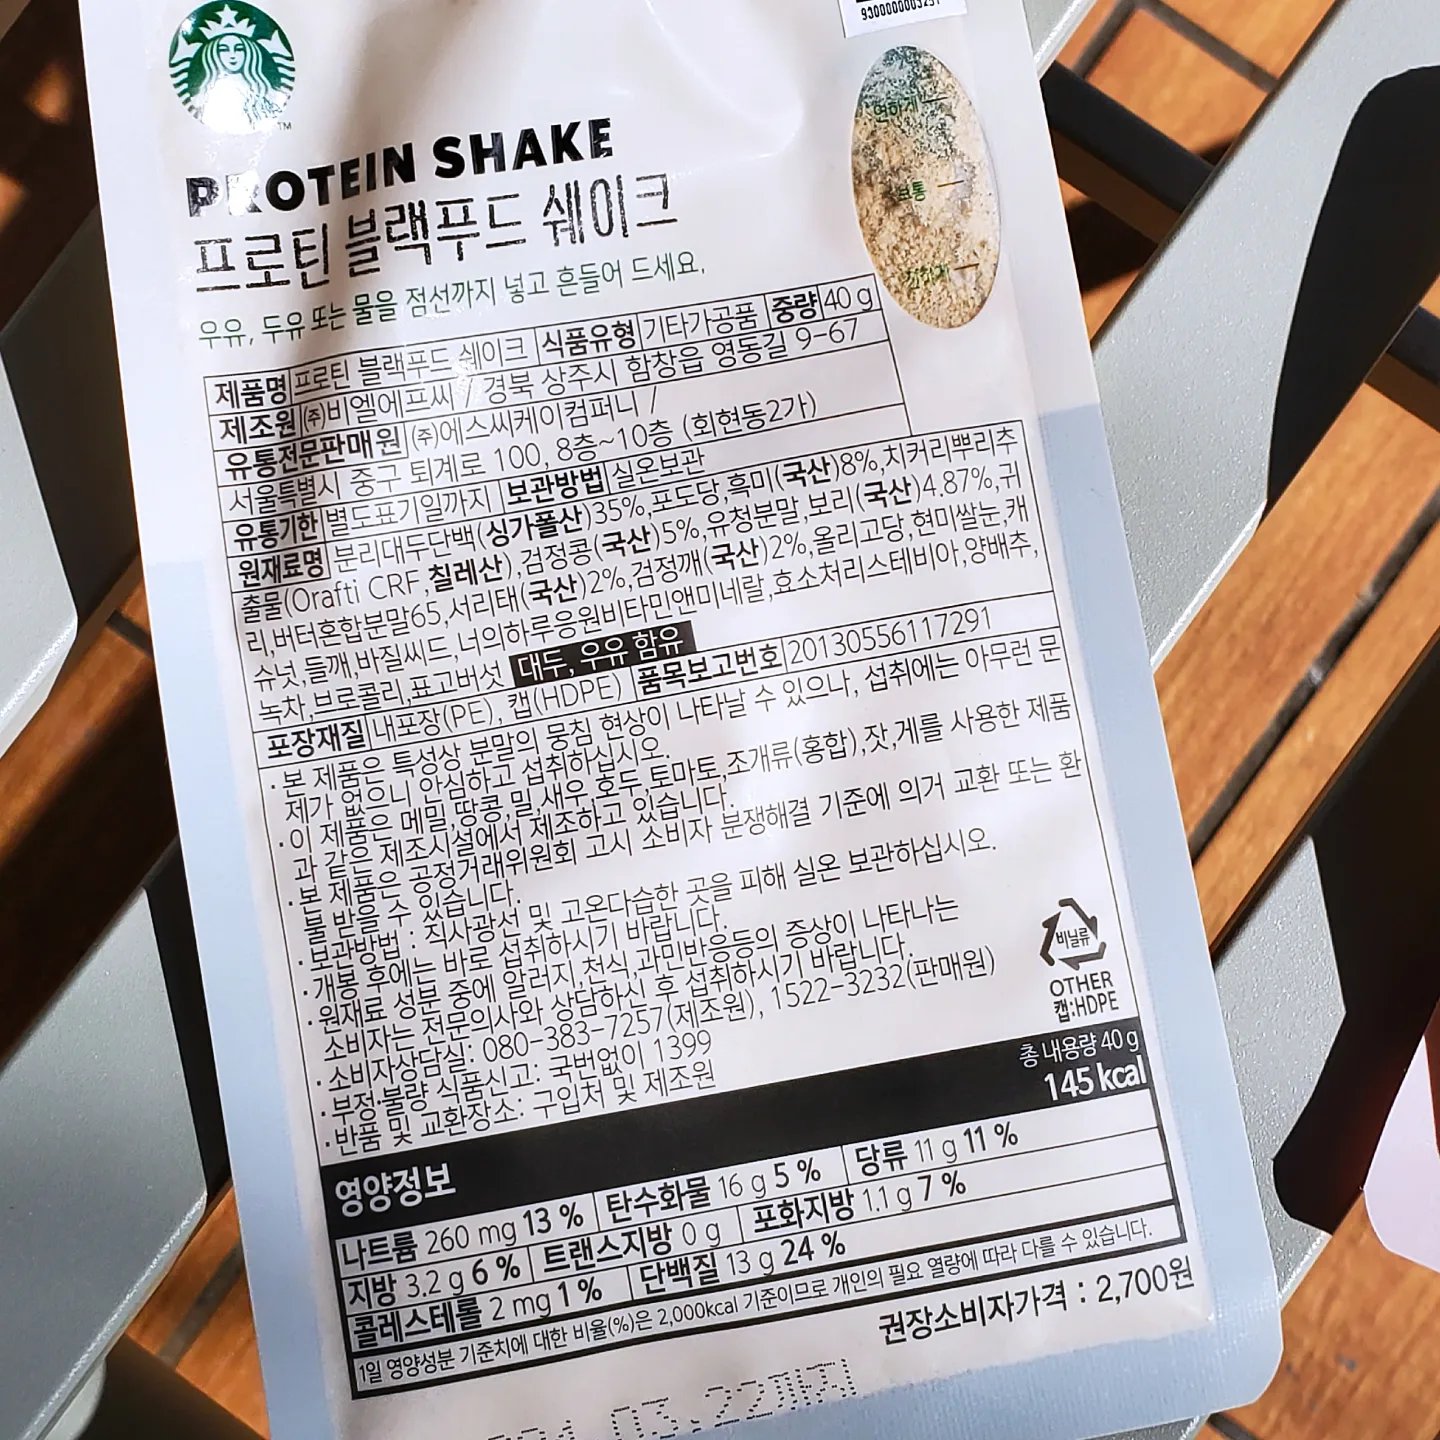 930000003251
TM
PROTEIN SHAKE
프로틴 블랙푸드 쉐이크
우유, 두유 또는 물을 점선까지 넣고 흔들어 드세요.
연하게
보통
진하게
제품명 프로틴 블랙푸드 쉐이크 식품유형 기타가공품 중량 40 g
제조원 (주)비엘에프씨 / 경북 상주시 함창읍 영동길 9-67
유통전문판매원 (주)에스씨케이컴퍼니 /
서울특별시 중구 퇴계로 100, 8층~10층 (회현동2가)
유통기한 별도표기일까지 보관방법 실온보관
원재료명 분리대두단백(싱가폴산)35%,포도당,흑미(국산)8%,치커리뿌리추
출물(Orafti CRF,칠레산),검정콩(국산)5%,유청분말,보리(국산)4.87%,귀
리,버터혼합분말65,서리태(국산)2%,검정깨(국산)2%,올리고당,현미쌀눈,캐
슈넛,들깨,바질씨드,너의하루응원비타민앤미네랄,효소처리스테비아,양배추,
녹차,브로콜리,표고버섯 대두, 우유 함유
포장재질 내포장(PE), 캡(HDPE) 품목보고번호 20130556117291
· 본 제품은 특성상 분말의 뭉침 현상이 나타날 수 있으나, 섭취에는 아무런 문
제가 없으니 안심하고 섭취하십시오.
· 이 제품은 메밀,땅콩,밀,새우,호두,토마토,조개류(홍합),잣,게를 사용한 제품
과 같은 제조시설에서 제조하고 있습니다.
· 본 제품은 공정거래위원회 고시 소비자 분쟁해결 기준에 의거 교환 또는 환
불 받을 수 있습니다.
· 보관방법 : 직사광선 및 고온다습한 곳을 피해 실온 보관하십시오.
· 개봉 후에는 바로 섭취하시기 바랍니다.
· 원재료 성분 중에 알러지,천식,과민반응등의 증상이 나타나는
소비자는 전문의사와 상담하신 후 섭취하시기 바랍니다.
· 소비자상담실: 080-383-7257(제조원), 1522-3232(판매원)
· 부정·불량 식품신고: 국번없이 1399
· 반품 및 교환장소: 구입처 및 제조원
비닐류
OTHER
캡:HDPE
총 내용량 40 g
145 kcal
영양정보
나트륨 260 mg 13 % 탄수화물 16 g 5 % 당류 11 g 11 %
지방 3.2 g 6 % 트랜스지방 0 g 포화지방 1.1 g 7 %
콜레스테롤 2 mg 1 % 단백질 13 g 24 %
1일 영양성분 기준치에 대한 비율(%)은 2,000kcal 기준이므로 개인의 필요 열량에 따라 다를 수 있습니다.
권장소비자가격 : 2,700원
03.22까지